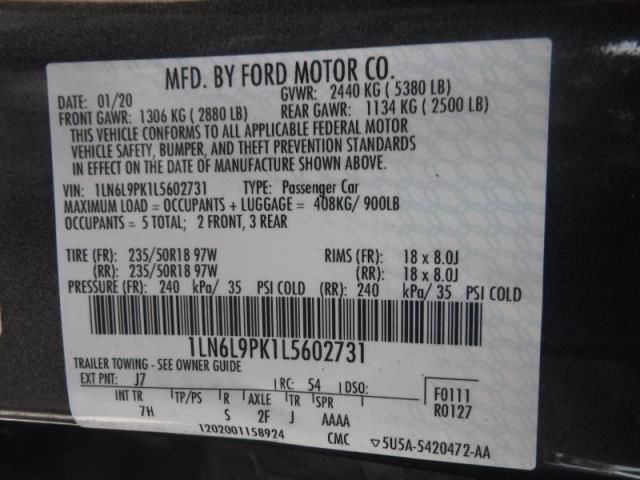 MFD. BY FORD MOTOR CO.
DATE: 01/20 GVWR: 2440 KG ( 5380 LB)
FRONT GAWR: 1306 KG ( 2880 LB) REAR GAWR: 1134 KG ( 2500 LB)
THIS VEHICLE CONFORMS TO ALL APPLICABLE FEDERAL MOTOR
VEHICLE SAFETY, BUMPER, AND THEFT PREVENTION STANDARDS
IN EFFECT ON THE DATE OF MANUFACTURE SHOWN ABOVE.
VIN: 1LN6L9PK1L5602731 TYPE: Passenger Car
MAXIMUM LOAD = OCCUPANTS + LUGGAGE = 408KG/ 900LB
OCCUPANTS = 5 TOTAL; 2 FRONT, 3 REAR
TIRE (FR): 235/50R18 97W RIMS (FR): 18 x 8.0J
(RR): 235/50R18 97W (RR): 18 x 8.0J
PRESSURE (FR): 240 kPa/ 35 PSI COLD (RR): 240 kPa/ 35 PSI COLD
1LN6L9PK1L5602731
TRAILER TOWING - SEE OWNER GUIDE
EXT PNT: J7 RC: 54 DSO: F0111
INT TR TP/PS R AXLE TR SPR R0127
7H S 2F J AAAA
1202001158924 CMC ▽5U5A-5420472-AA